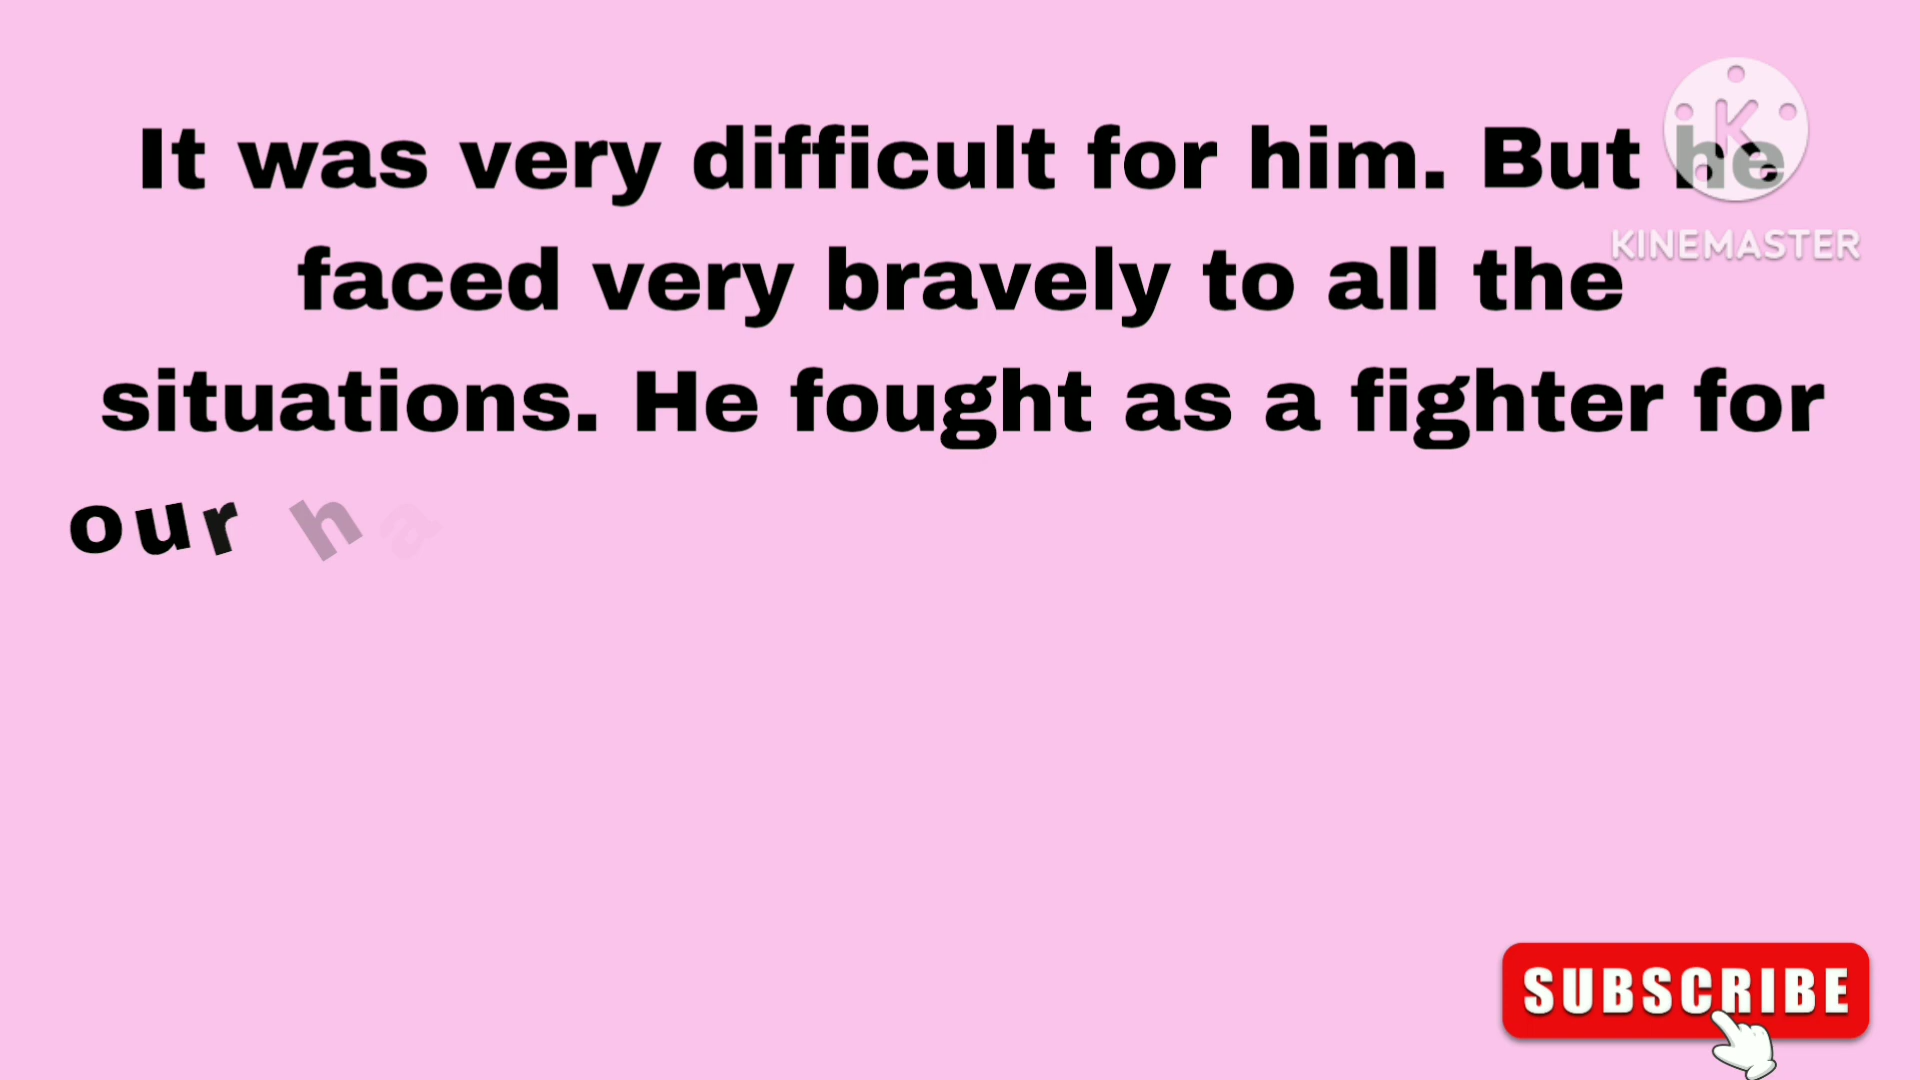 It was very difficult for him. But he
KINEMASTER
faced very bravely to all the
situations. He fought as a fighter for
our ha
SUBSCRIBE